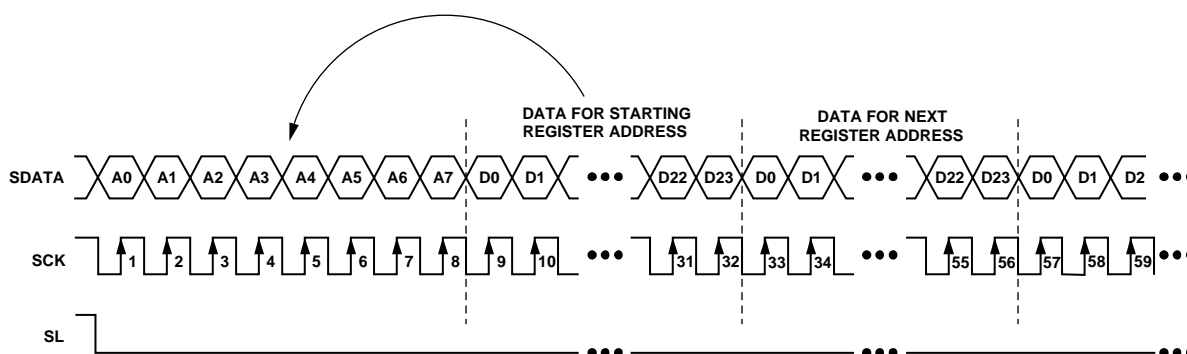 DATA FOR STARTING
REGISTER ADDRESS
DATA FOR NEXT
REGISTER ADDRESS
SDATA A0 A1 A2 A3 A4 A5 A6 A7 D0 D1 ••• D22 D23 D0 D1 ••• D22 D23 D0 D1 D2 •••
SCK 1 2 3 4 5 6 7 8 9 10 ••• 31 32 33 34 ••• 55 56 57 58 59 •••
SL ••• ••• •••